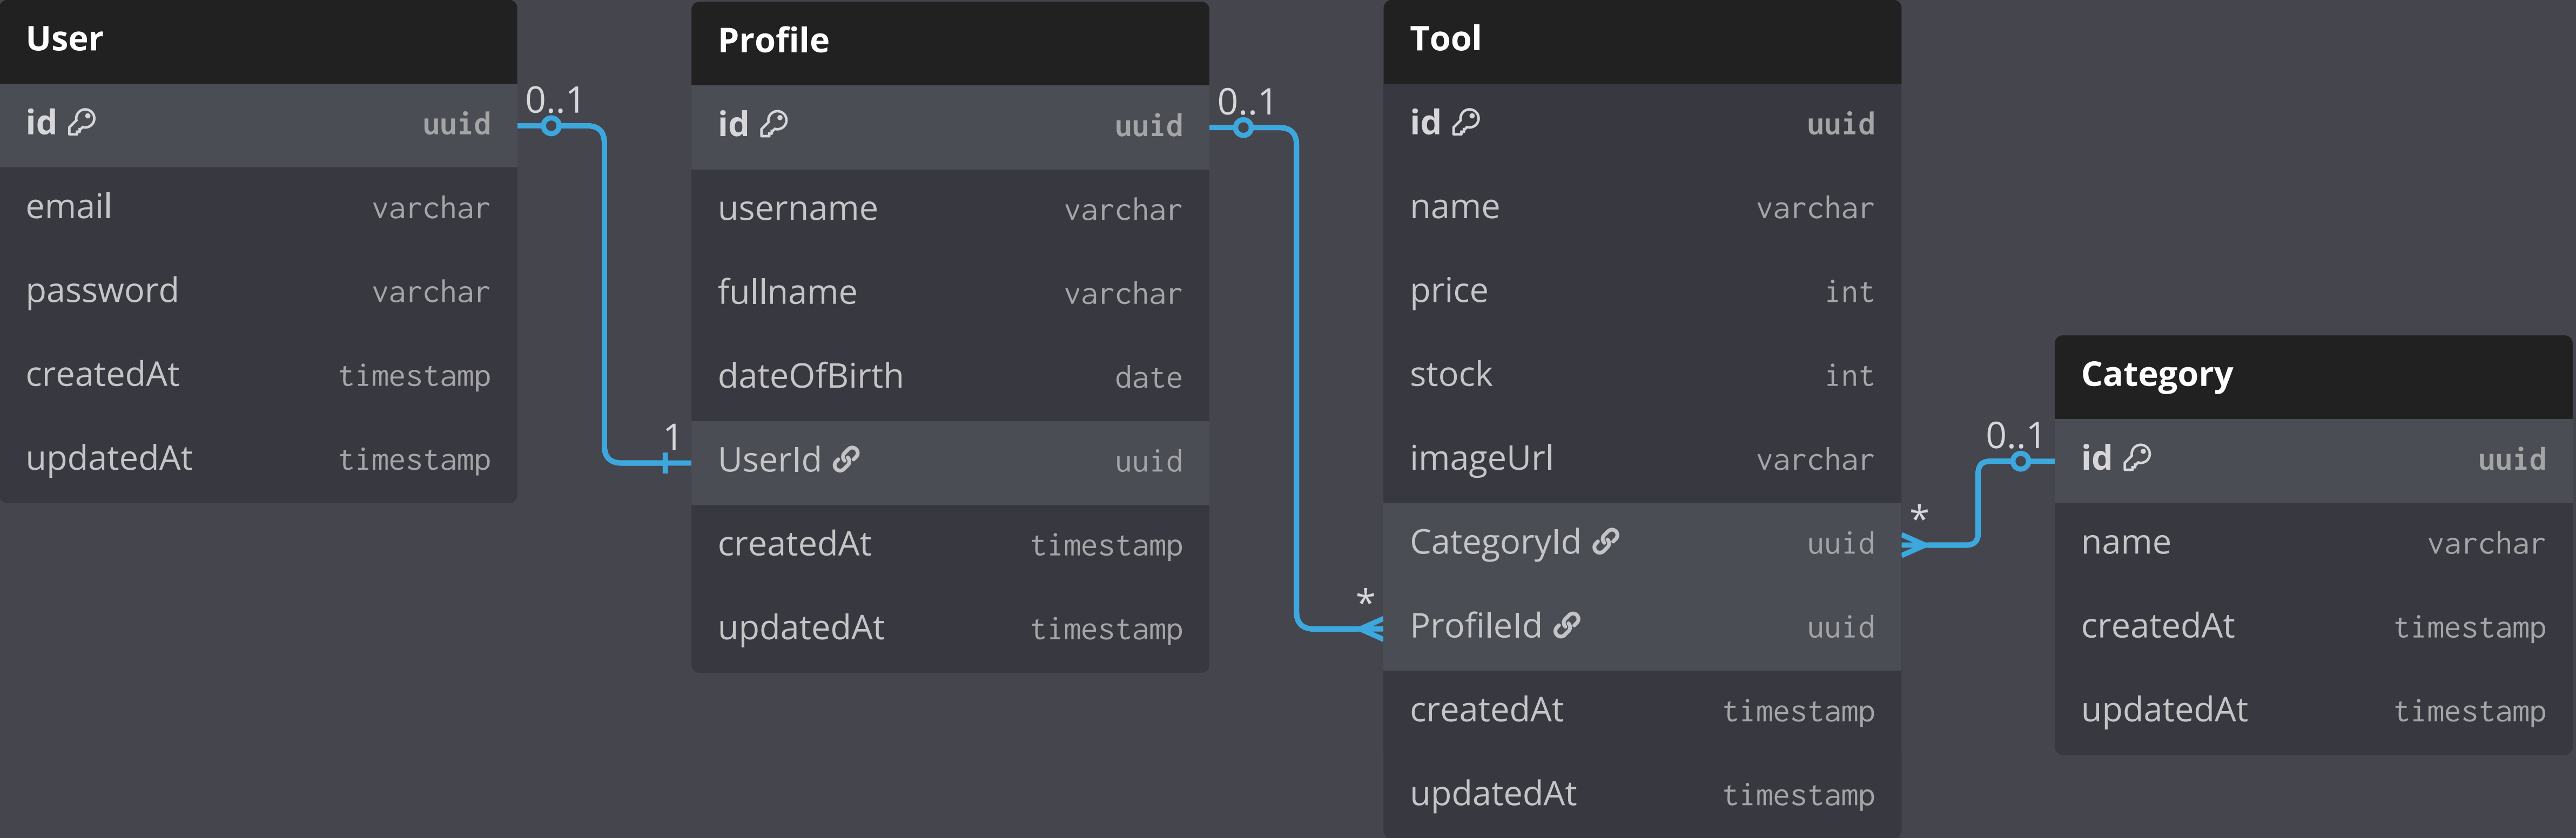 User
id uuid
email varchar
password varchar
createdAt timestamp
updatedAt timestamp
0..1
1
Profile
id uuid
username varchar
fullname varchar
dateOfBirth date
UserId uuid
createdAt timestamp
updatedAt timestamp
0..1
*
Tool
id uuid
name varchar
price int
stock int
imageUrl varchar
CategoryId uuid
ProfileId uuid
createdAt timestamp
updatedAt timestamp
*
0..1
Category
id uuid
name varchar
createdAt timestamp
updatedAt timestamp